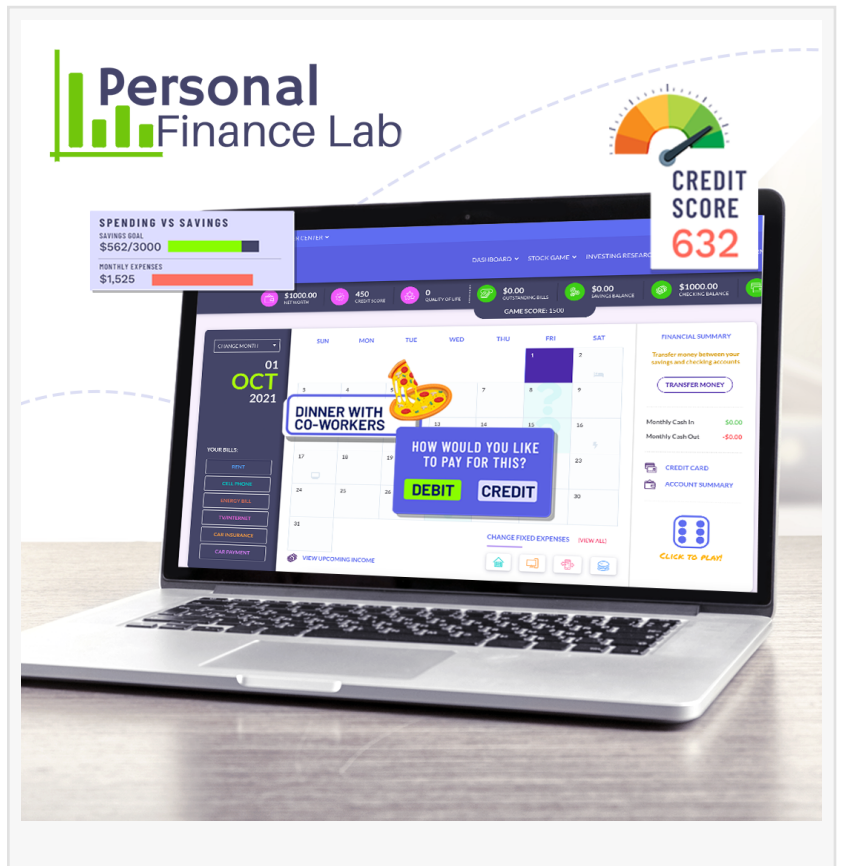 Personal
Finance Lab
CREDIT
SCORE
632
SPENDING VS SAVINGS
SAVINGS GOAL
$562/3000
MONTHLY EXPENSES
$1,525
CENTER
DASHBOARD
STOCK GAME
INVESTING RESEARC
$1000.00
NET WORTH
450
CREDIT SCORE
0
QUALITY OF LIFE
$0.00
OUTSTANDING BILLS
$0.00
SAVINGS BALANCE
$1000.00
CHECKING BALANCE
GAME SCORE: 1500
CHANGE MONTH
01
OCT
2021
YOUR BILLS:
RENT
CELL PHONE
ENERGY BILL
TV/INTERNET
CAR INSURANCE
CAR PAYMENT
SUN MON TUE WED THU FRI SAT
1 2
3 4 5 7 8 9
13 14 15 16
17 18 19 23
24 25 26 30
31
DINNER WITH
CO-WORKERS
HOW WOULD YOU LIKE
TO PAY FOR THIS?
DEBIT CREDIT
VIEW UPCOMING INCOME
CHANGE FIXED EXPENSES (VIEW ALL)
FINANCIAL SUMMARY
Transfer money between your
savings and checking accounts
TRANSFER MONEY
Monthly Cash In $0.00
Monthly Cash Out -$0.00
CREDIT CARD
ACCOUNT SUMMARY
CLICK TO PLAY!